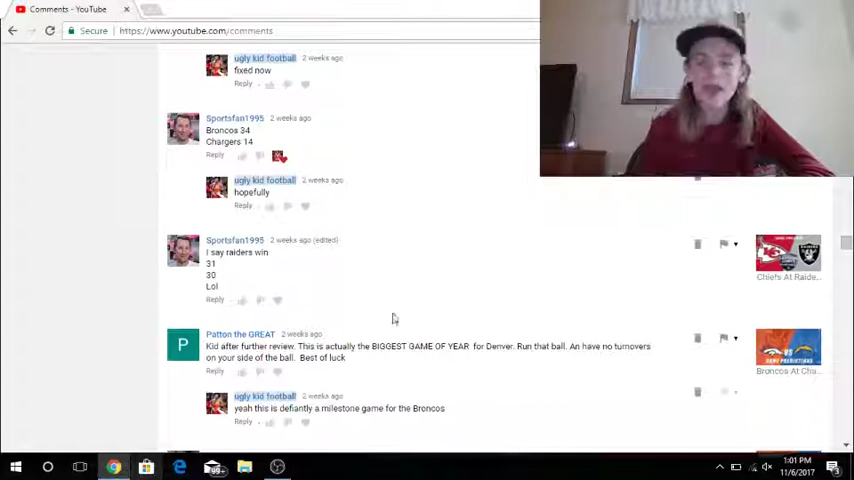 Comments - YouTube
Secure
https://www.youtube.com/comments
ugly kid football 2 weeks ago
fixed now
Reply
Sportsfan1995 2 weeks ago
Broncos 34
Chargers 14
Reply
ugly kid football 2 weeks ago
hopefully
Reply
Sportsfan1995 2 weeks ago (edited)
I say raiders win
31
30
Lol
Reply
Chiefs At Raide...
Patton the GREAT 2 weeks ago
Kid after further review. This is actually the BIGGEST GAME OF YEAR for Denver. Run that ball. An have no turnovers
on your side of the ball. Best of luck
Reply
P
Broncos At Cha...
ugly kid football 2 weeks ago
yeah this is defiantly a milestone game for the Broncos
Reply
99+
1:01 PM
11/6/2017
3